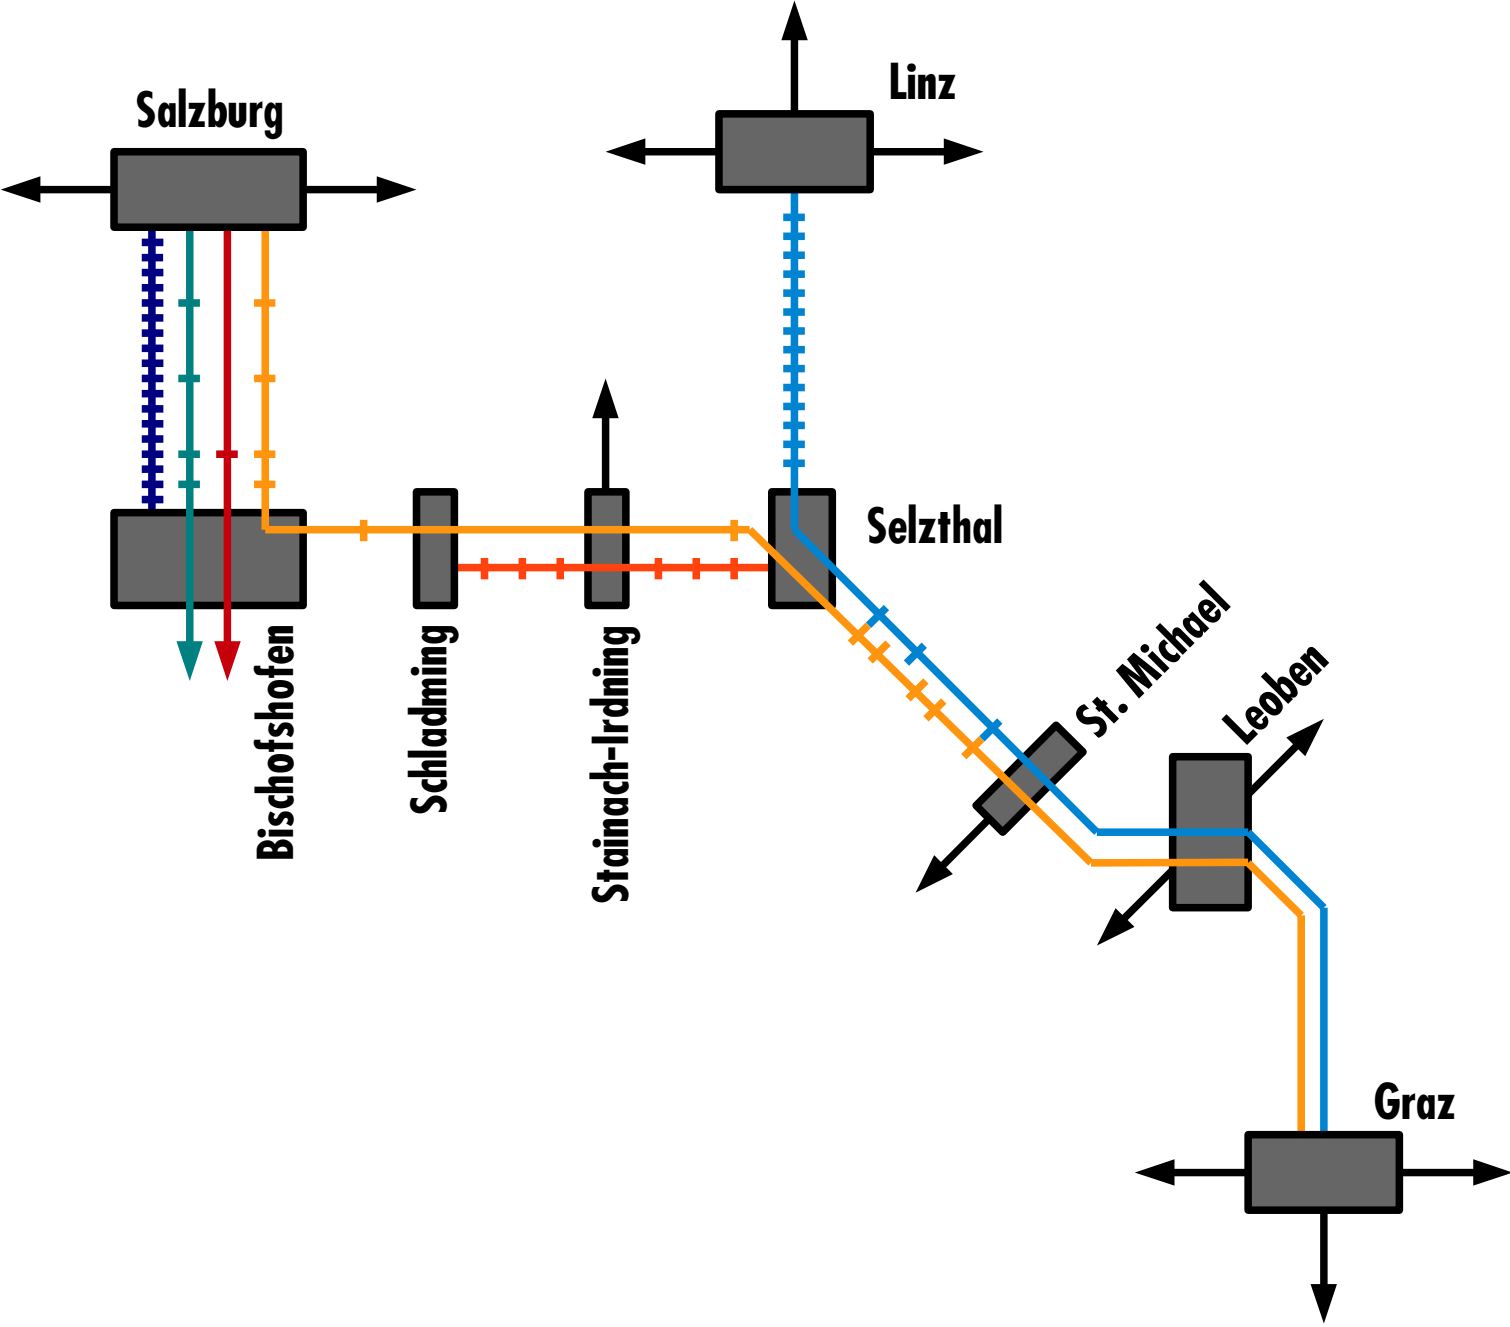 Linz
Salzburg
Selzthal
St. Michael
Leoben
Bischofshofen
Schladming
Stainach-Irdning
Graz